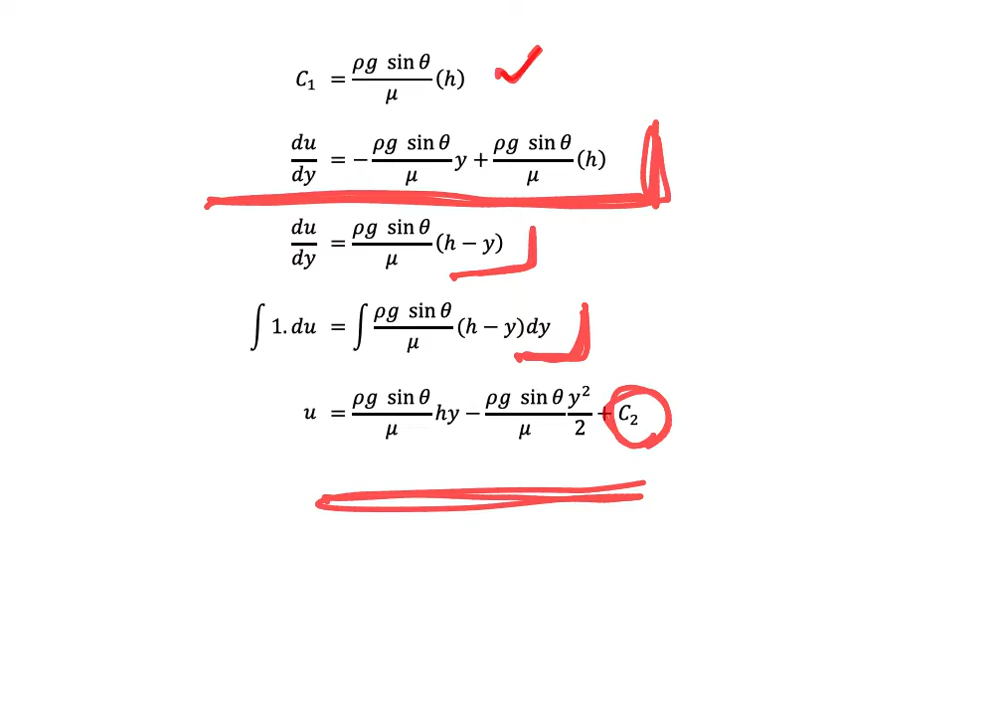 C₁ = ρg sin θ / μ (h)
du/dy = − ρg sin θ / μ y + ρg sin θ / μ (h)
du/dy = ρg sin θ / μ (h − y)
∫ 1. du = ∫ ρg sin θ / μ (h − y)dy
u = ρg sin θ / μ hy − ρg sin θ / μ y²/2 + C₂